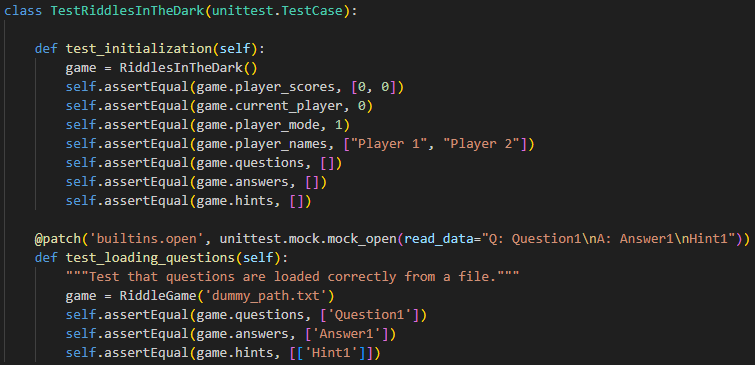 class TestRiddlesInTheDark(unittest.TestCase):
def test_initialization(self):
game = RiddlesInTheDark()
self.assertEqual(game.player_scores, [0, 0])
self.assertEqual(game.current_player, 0)
self.assertEqual(game.player_mode, 1)
self.assertEqual(game.player_names, ["Player 1", "Player 2"])
self.assertEqual(game.questions, [])
self.assertEqual(game.answers, [])
self.assertEqual(game.hints, [])
@patch('builtins.open', unittest.mock.mock_open(read_data="Q: Question1\nA: Answer1\nHint1"))
def test_loading_questions(self):
"""Test that questions are loaded correctly from a file."""
game = RiddleGame('dummy_path.txt')
self.assertEqual(game.questions, ['Question1'])
self.assertEqual(game.answers, ['Answer1'])
self.assertEqual(game.hints, [['Hint1']])